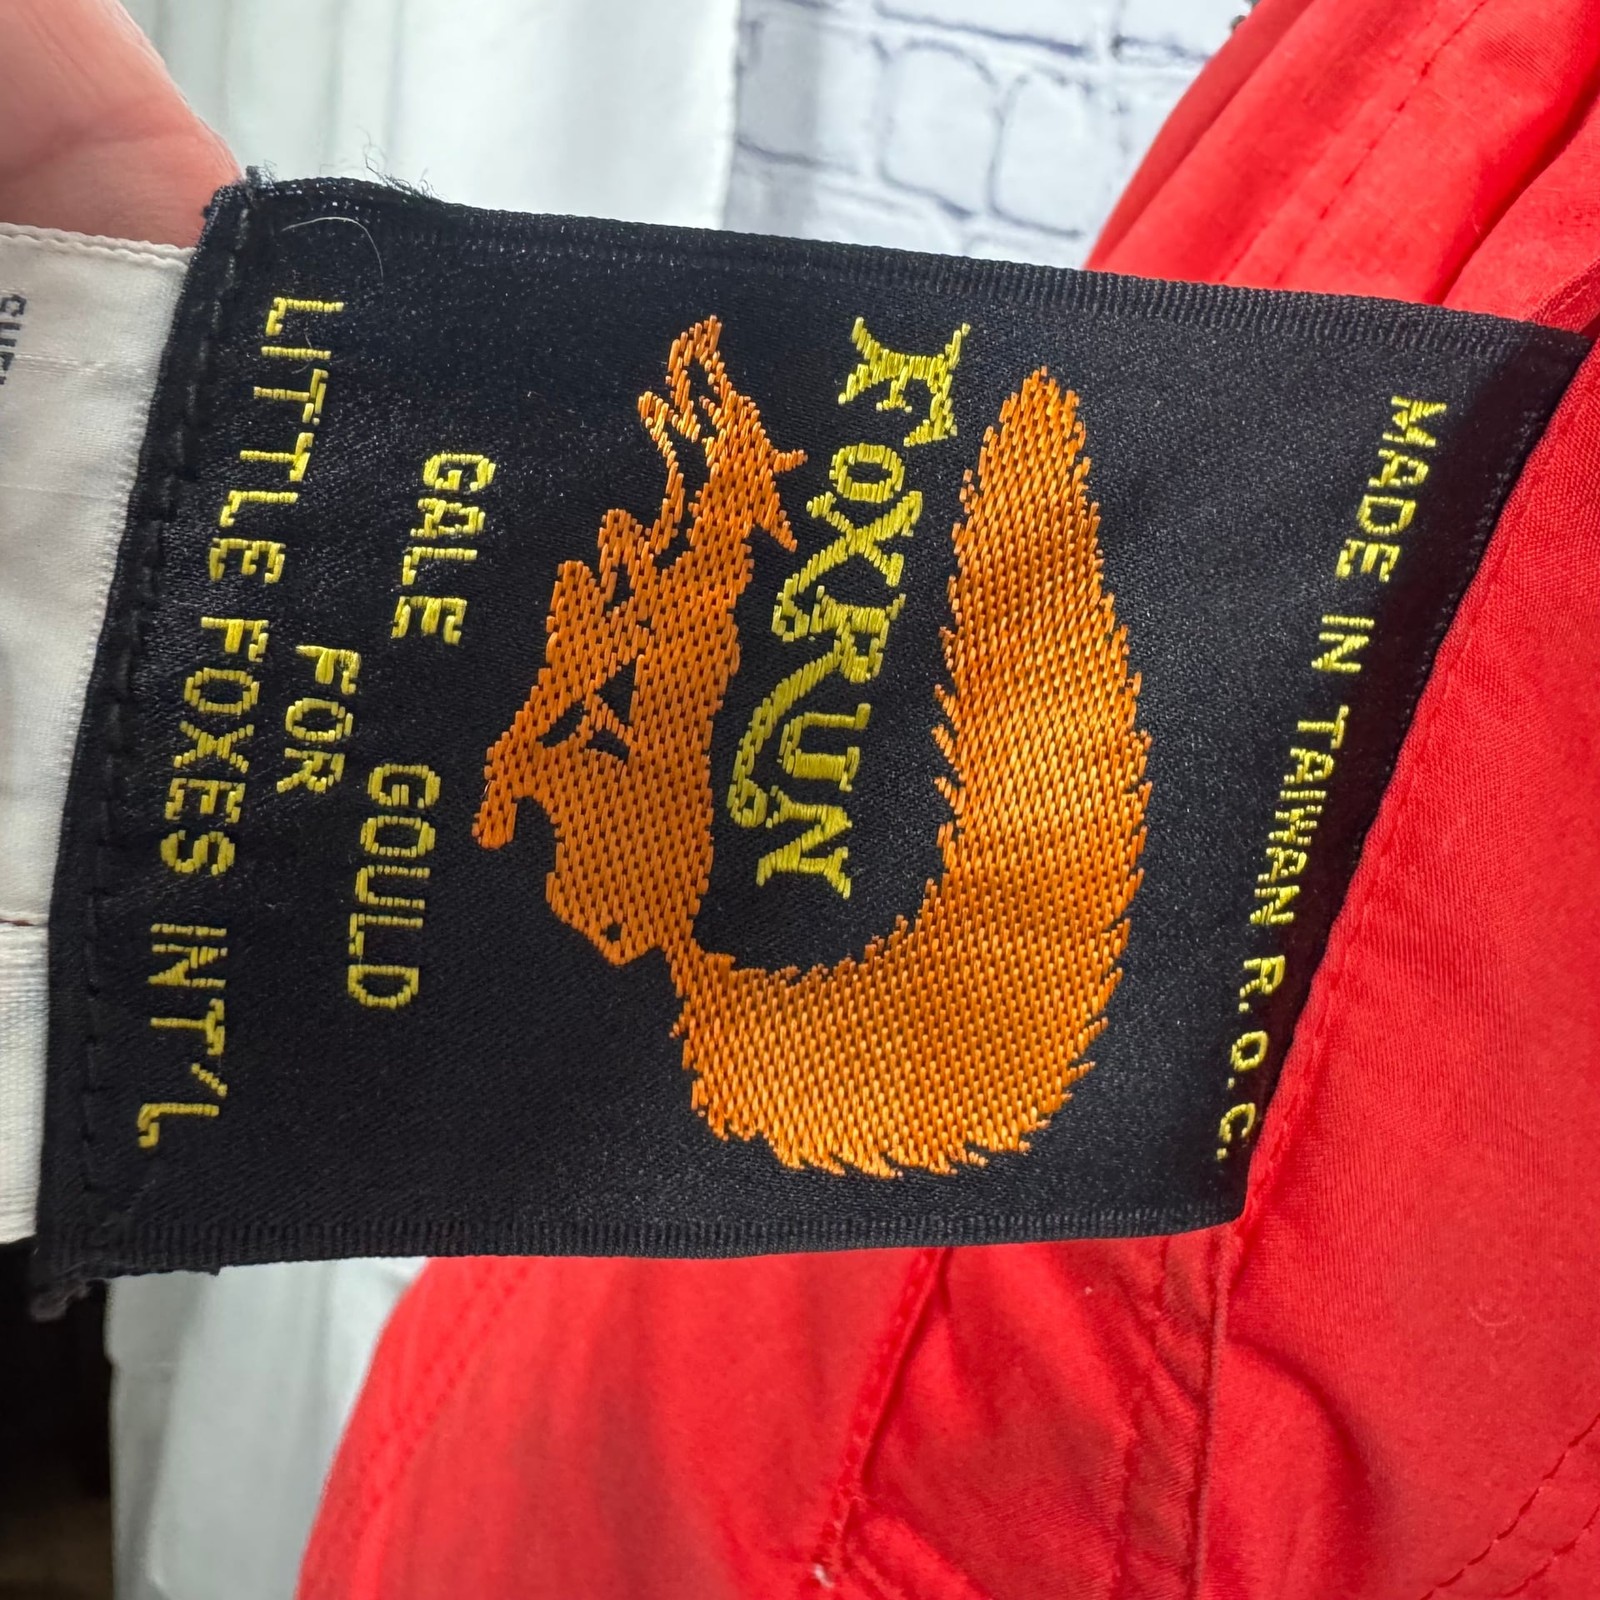 MADE IN TAIWAN R.O.C.
FOXRUN
GALE GOULD
FOR
LITTLE FOXES INT'L